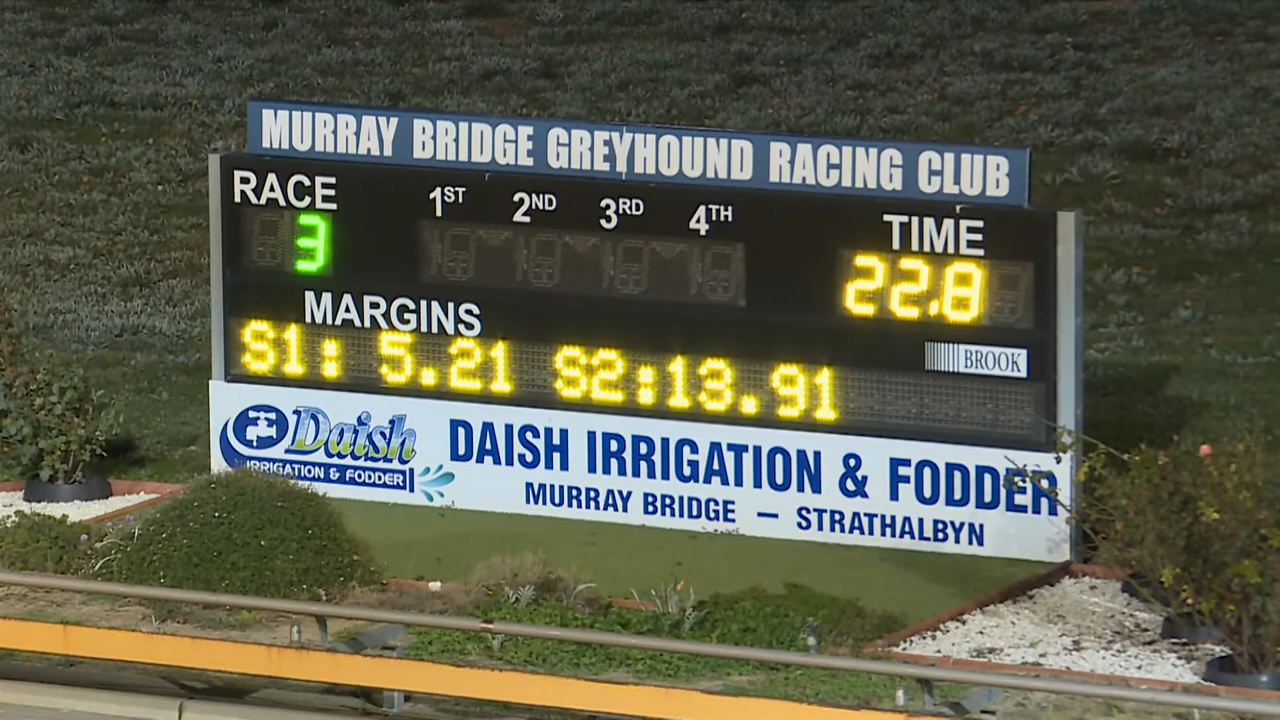 MURRAY BRIDGE GREYHOUND RACING CLUB
RACE 1ST 2ND 3RD 4TH TIME
3 22.8
MARGINS
BROOK
S1: 5.21 S2:13.91
Daish
IRRIGATION & FODDER
DAISH IRRIGATION & FODDER
MURRAY BRIDGE – STRATHALBYN